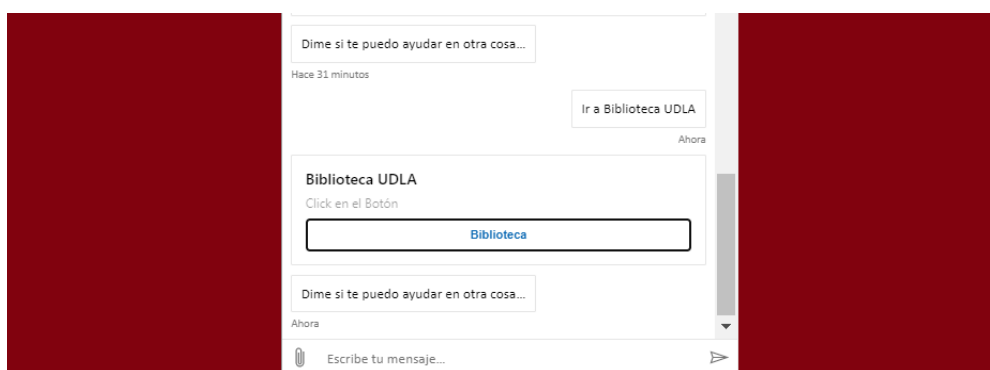 Dime si te puedo ayudar en otra cosa...
Hace 31 minutos
Ir a Biblioteca UDLA
Ahora
Biblioteca UDLA
Click en el Botón
Biblioteca
Dime si te puedo ayudar en otra cosa...
Ahora
Escribe tu mensaje...